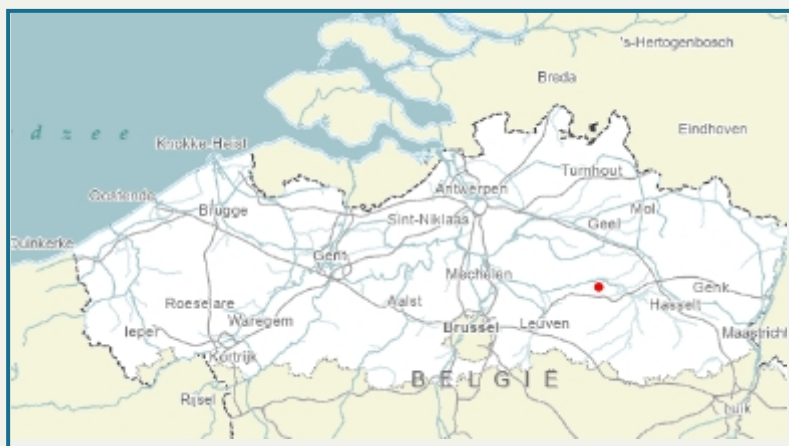 's-Hertogenbosch
Breda
d z e e
Eindhoven
Knokke-Heist
Turnhout
Antwerpen
Oostende
Brugge
Mol
Sint-Niklaas
Geel
Duinkerke
Gent
Mechelen
Genk
Roeselare
Aalst
Hasselt
Ieper
Waregem
Brussel
Leuven
Maastricht
Kortrijk
BELGIË
Rijsel
Luik